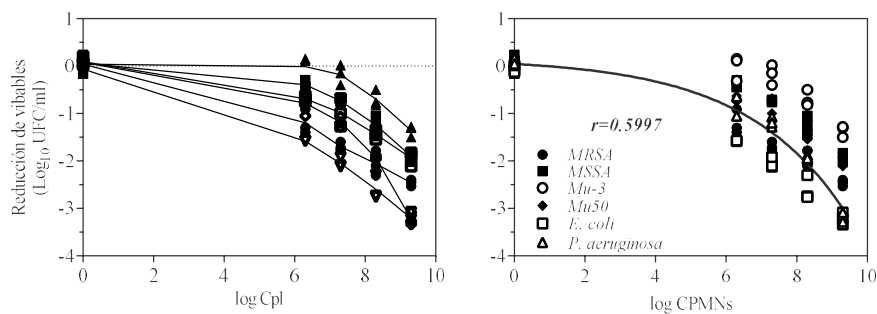 Reducción de vibables
(Log10 UFC/ml)
1
0
-1
-2
-3
-4
0
2
4
6
8
10
log Cpl
1
0
-1
-2
-3
-4
r=0.5997
MRSA
MSSA
Mu-3
Mu50
E. coli
P. aeruginosa
0
2
4
6
8
10
log CPMNs